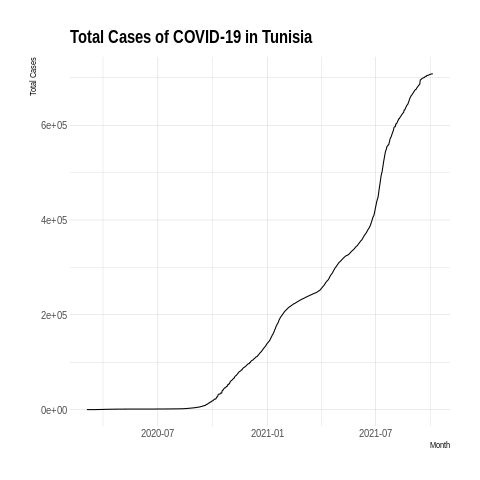 Total Cases of COVID-19 in Tunisia
Total Cases
6e+05
4e+05
2e+05
0e+00
2020-07 2021-01 2021-07
Month